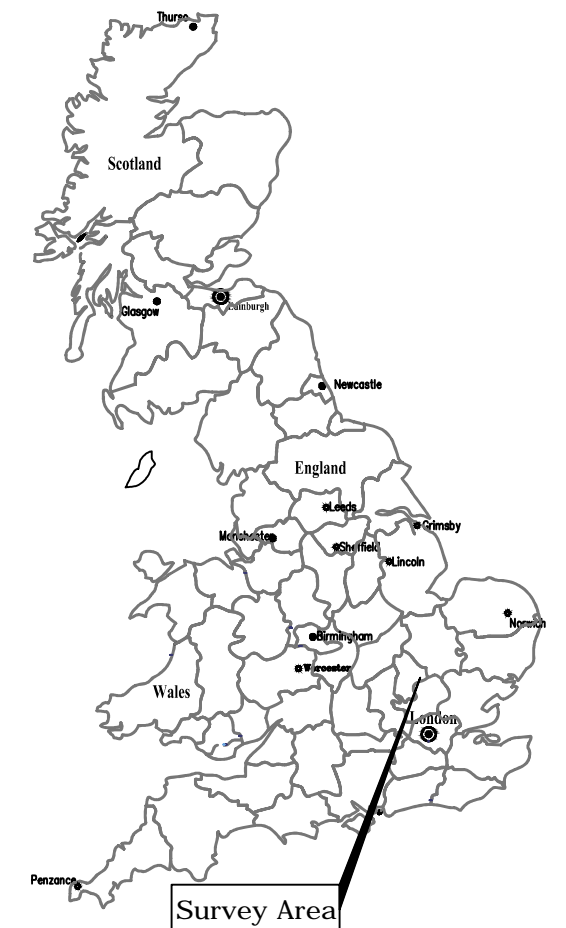 Thurso
Scotland
Edinburgh
Glasgow
Newcastle
England
Leeds
Grimsby
Manchester
Sheffield
Lincoln
Norwich
Birmingham
Worcester
Wales
London
Penzance
Survey Area